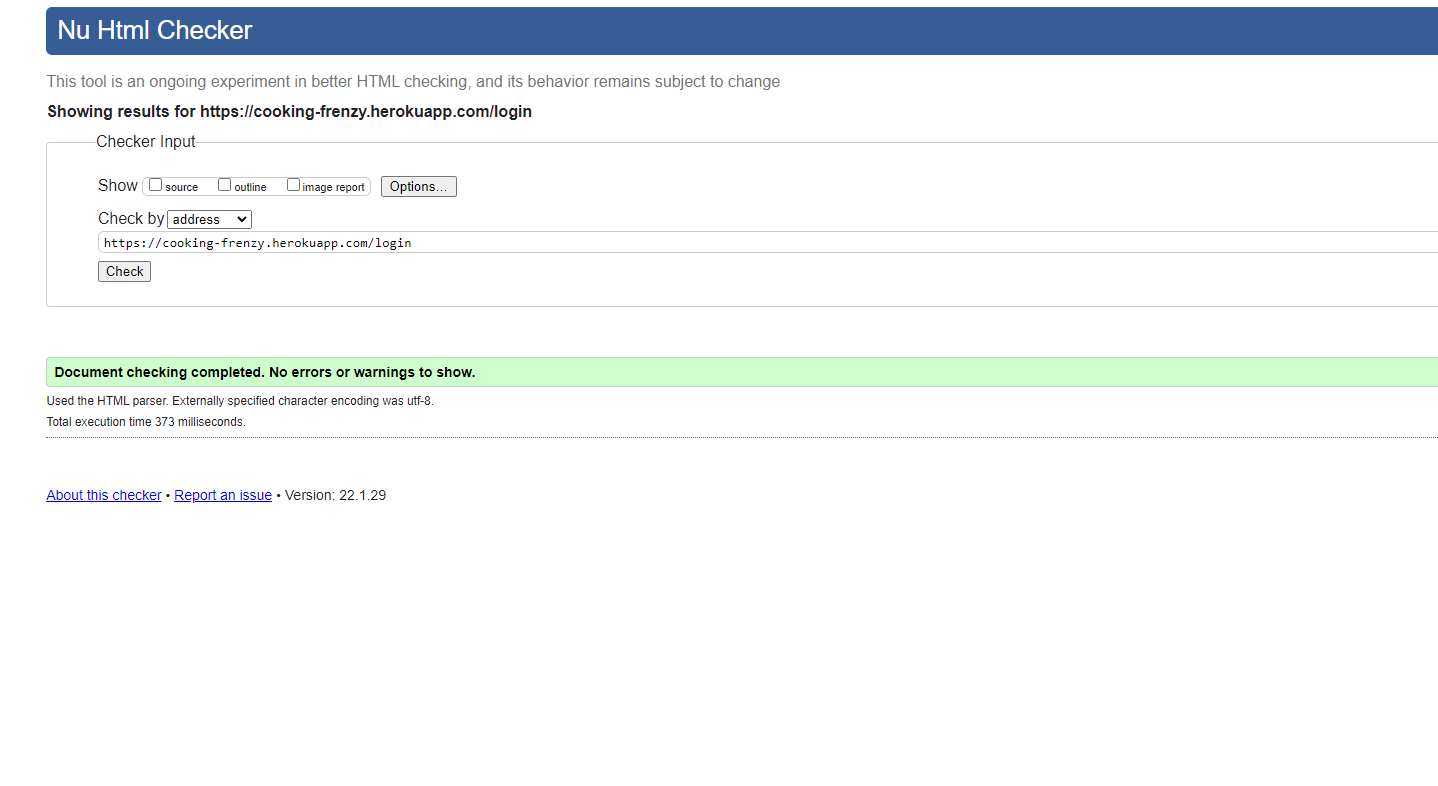 Nu Html Checker
This tool is an ongoing experiment in better HTML checking, and its behavior remains subject to change
Showing results for https://cooking-frenzy.herokuapp.com/login
Checker Input
Show source outline image report Options...
Check by address
https://cooking-frenzy.herokuapp.com/login
Check
Document checking completed. No errors or warnings to show.
Used the HTML parser. Externally specified character encoding was utf-8.
Total execution time 373 milliseconds.
About this checker • Report an issue • Version: 22.1.29